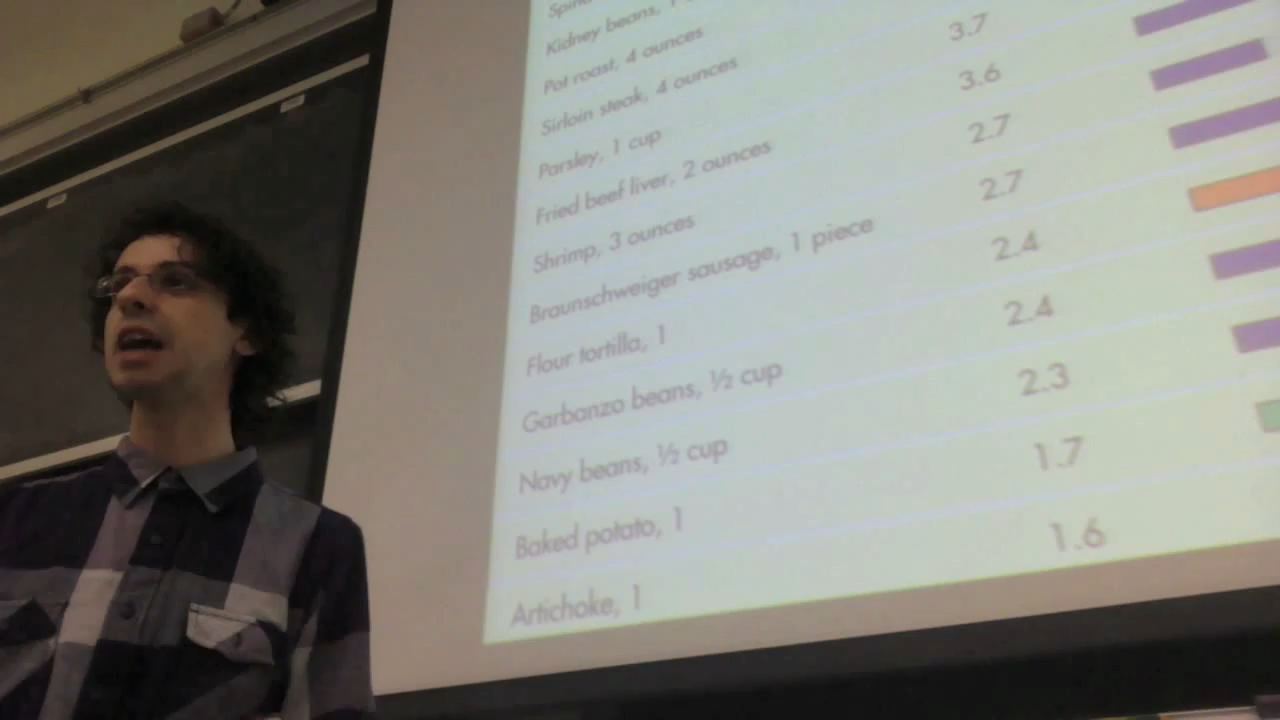 Kidney beans, 1
Pot roast, 4 ounces
Sirloin steak, 4 ounces
Parsley, 1 cup 3.7
Fried beef liver, 2 ounces 3.6
Shrimp, 3 ounces 2.7
Braunschweiger sausage, 1 piece 2.7
Flour tortilla, 1 2.4
Garbanzo beans, ½ cup 2.4
Navy beans, ½ cup 2.3
Baked potato, 1 1.7
Artichoke, 1 1.6